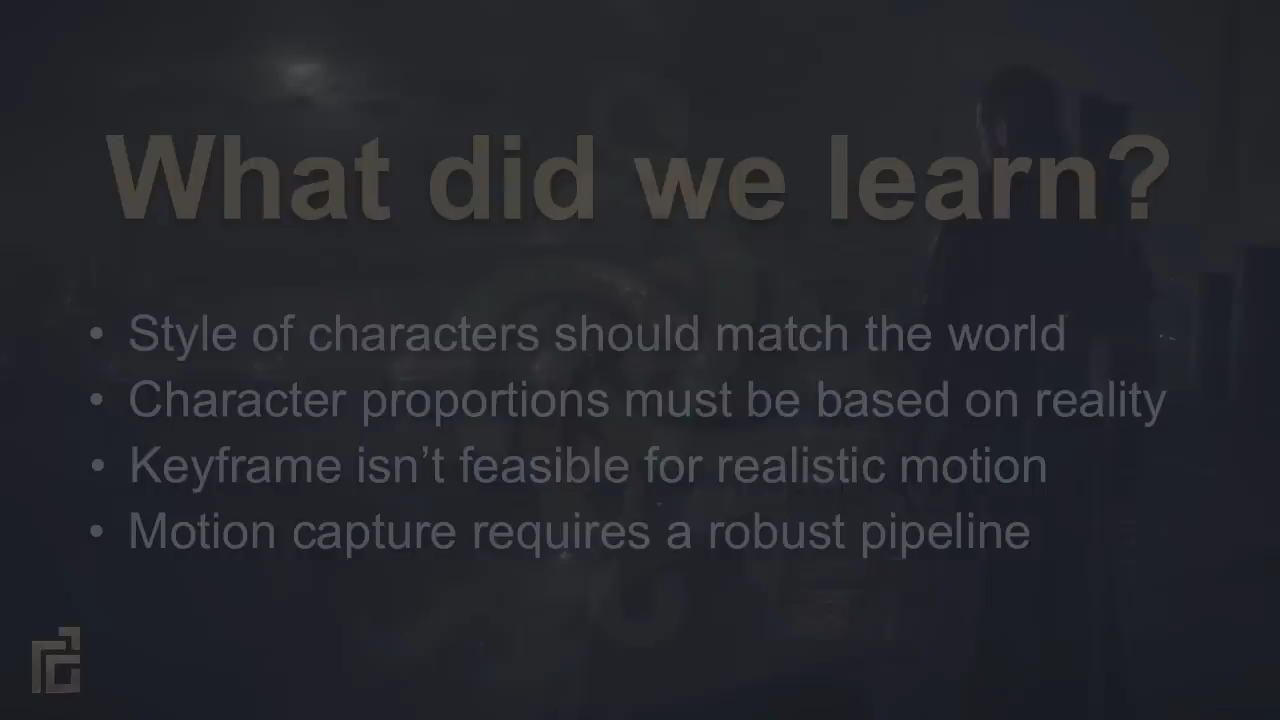 What did we learn?
• Style of characters should match the world
• Character proportions must be based on reality
• Keyframe isn’t feasible for realistic motion
• Motion capture requires a robust pipeline